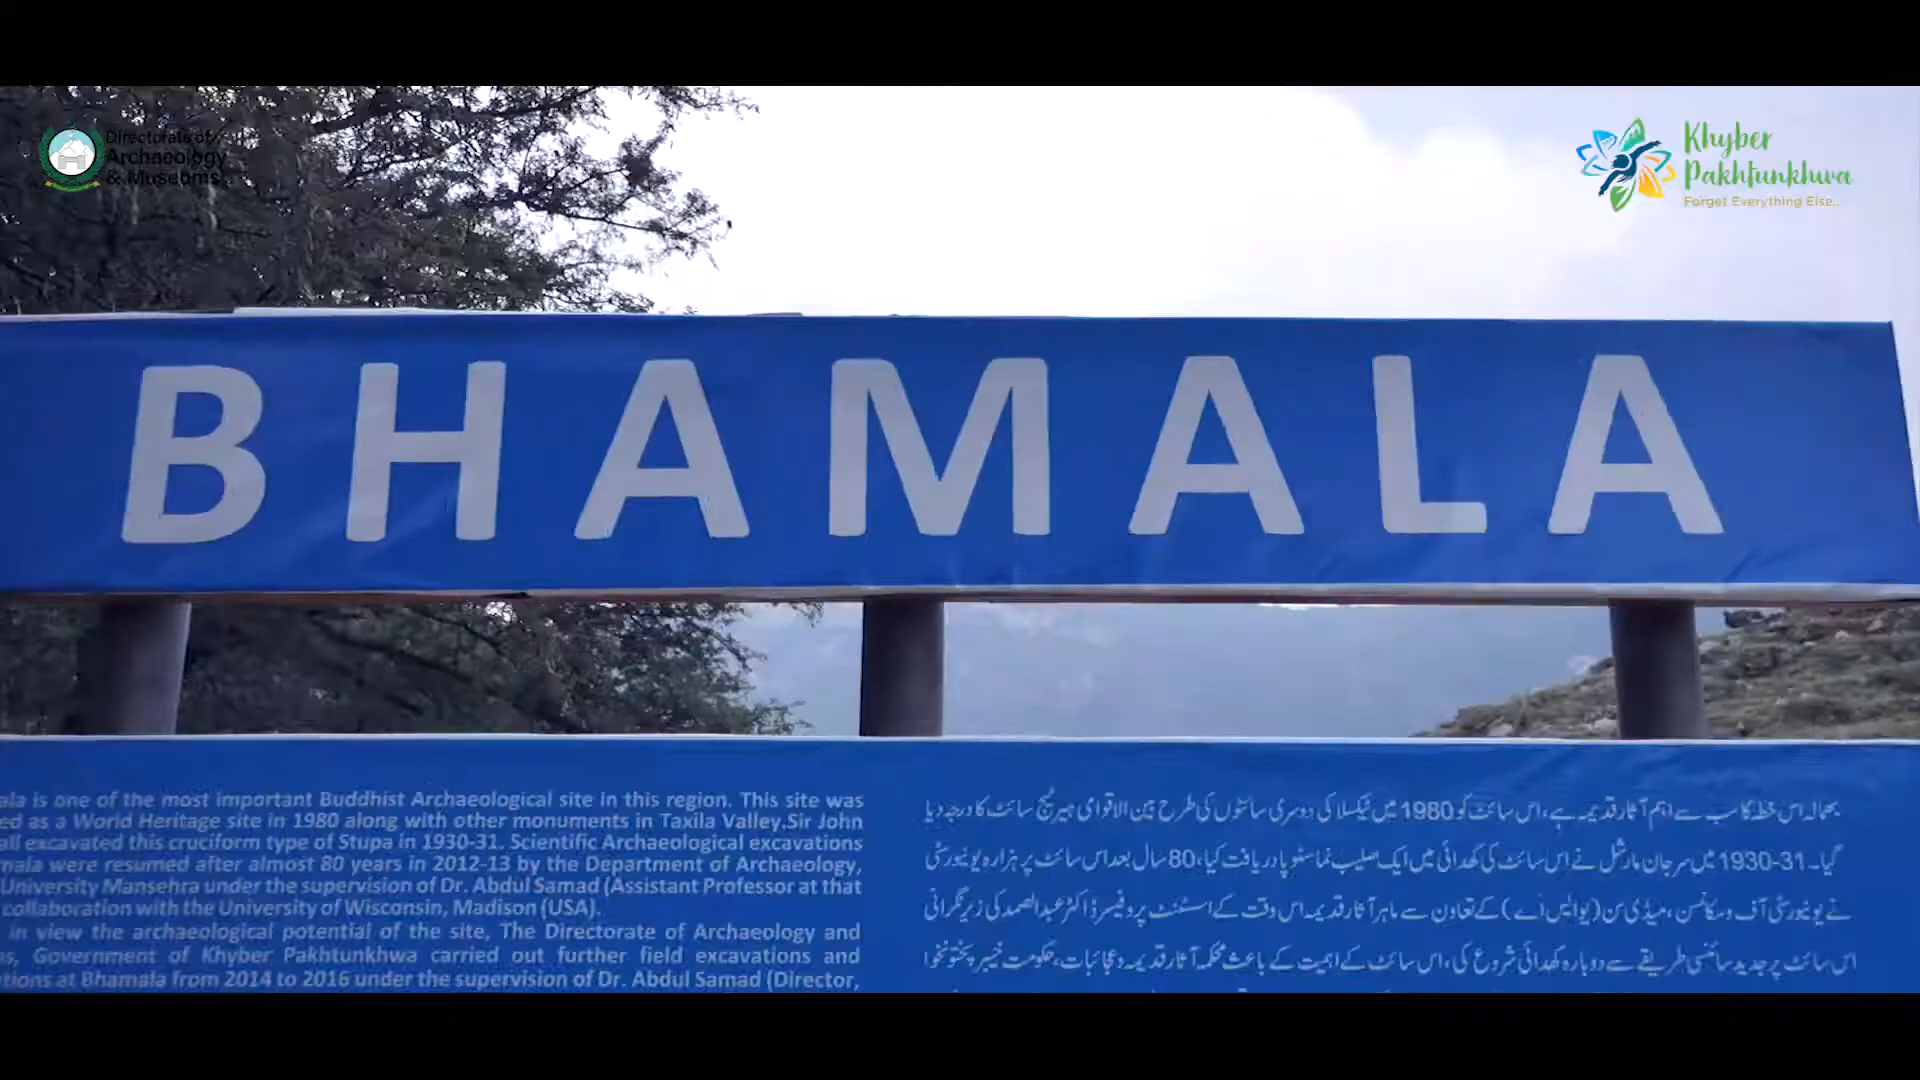 Directorate of
Archaeology
& Museums
Khyber
Pakhtunkhwa
Forget Everything Else..
BHAMALA
ala is one of the most important Buddhist Archaeological site in this region. This site was
ed as a World Heritage site in 1980 along with other monuments in Taxila Valley.Sir John
all excavated this cruciform type of Stupa in 1930-31. Scientific Archaeological excavations
mala were resumed after almost 80 years in 2012-13 by the Department of Archaeology,
University Mansehra under the supervision of Dr. Abdul Samad (Assistant Professor at that
collaboration with the University of Wisconsin, Madison (USA).
in view the archaeological potential of the site, The Directorate of Archaeology and
s, Government of Khyber Pakhtunkhwa carried out further field excavations and
tions at Bhamala from 2014 to 2016 under the supervision of Dr. Abdul Samad (Director,
بھمالہ اس خطہ کا سب سے اہم آثار قدیمہ ہے، اس سائٹ کو 1980 میں ٹیکسلا کی دوسری سائٹوں کی طرح بین الاقوامی ہیریٹیج سائٹ کا درجہ دیا
گیا۔ 31-1930 میں سر جان مارشل نے اس سائٹ کی کھدائی میں ایک صلیب نما سٹوپا دریافت کیا، 80 سال بعد اس سائٹ پر ہزارہ یونیورسٹی
نے یونیورسٹی آف وسکانسن، میڈی سن (یو ایس اے) کے تعاون سے ماہر آثار قدیمہ اس وقت کے اسسٹنٹ پروفیسر ڈاکٹر عبدالصمد کی زیر نگرانی
اس سائٹ پر جدید سائنسی طریقے سے دوبارہ کھدائی شروع کی، اس سائٹ کے اہمیت کے باعث محکمہ آثار قدیمہ و عجائبات، حکومت خیبر پختونخوا